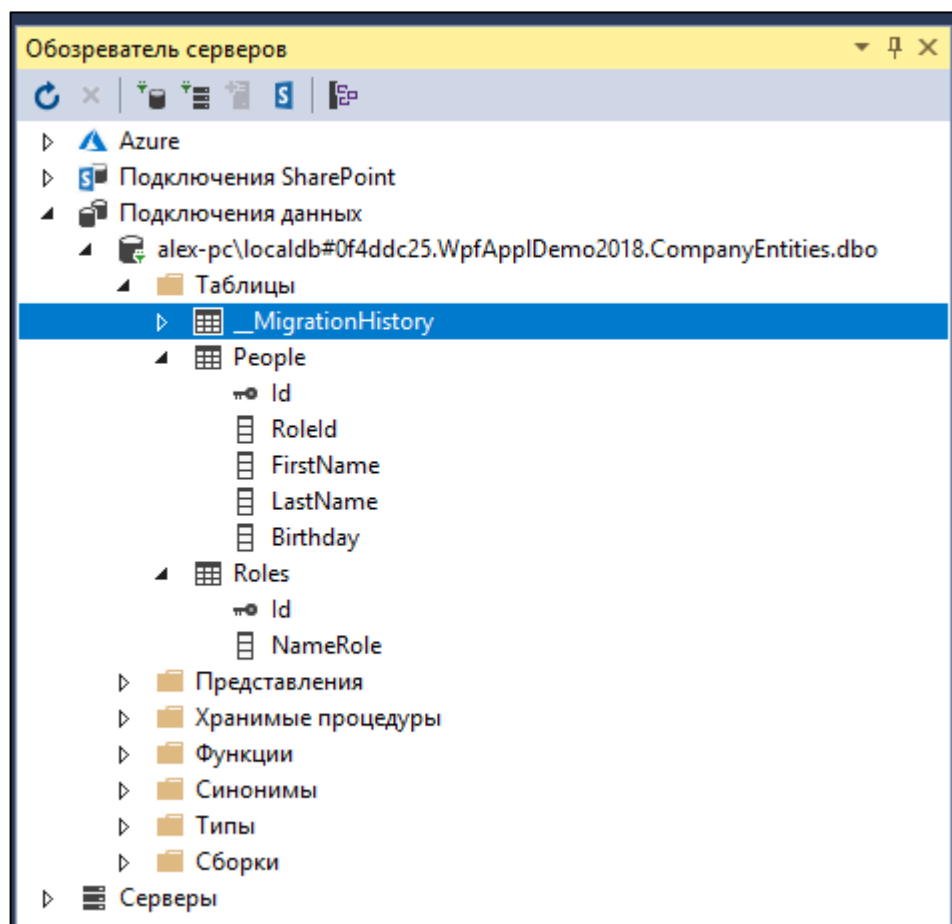 Обозреватель серверов
Azure
Подключения SharePoint
Подключения данных
alex-pc\localdb#0f4ddc25.WpfApplDemo2018.CompanyEntities.dbo
Таблицы
__MigrationHistory
People
Id
RoleId
FirstName
LastName
Birthday
Roles
Id
NameRole
Представления
Хранимые процедуры
Функции
Синонимы
Типы
Сборки
Серверы